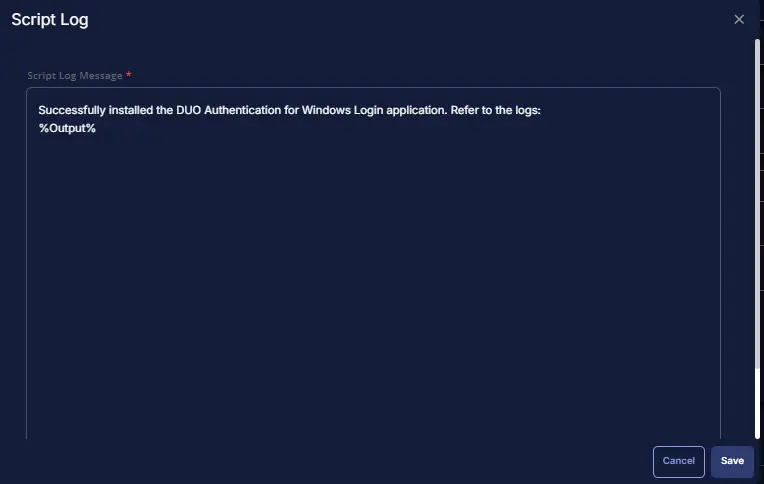 Script Log
Script Log Message *
Successfully installed the DUO Authentication for Windows Login application. Refer to the logs:
%Output%
Cancel
Save